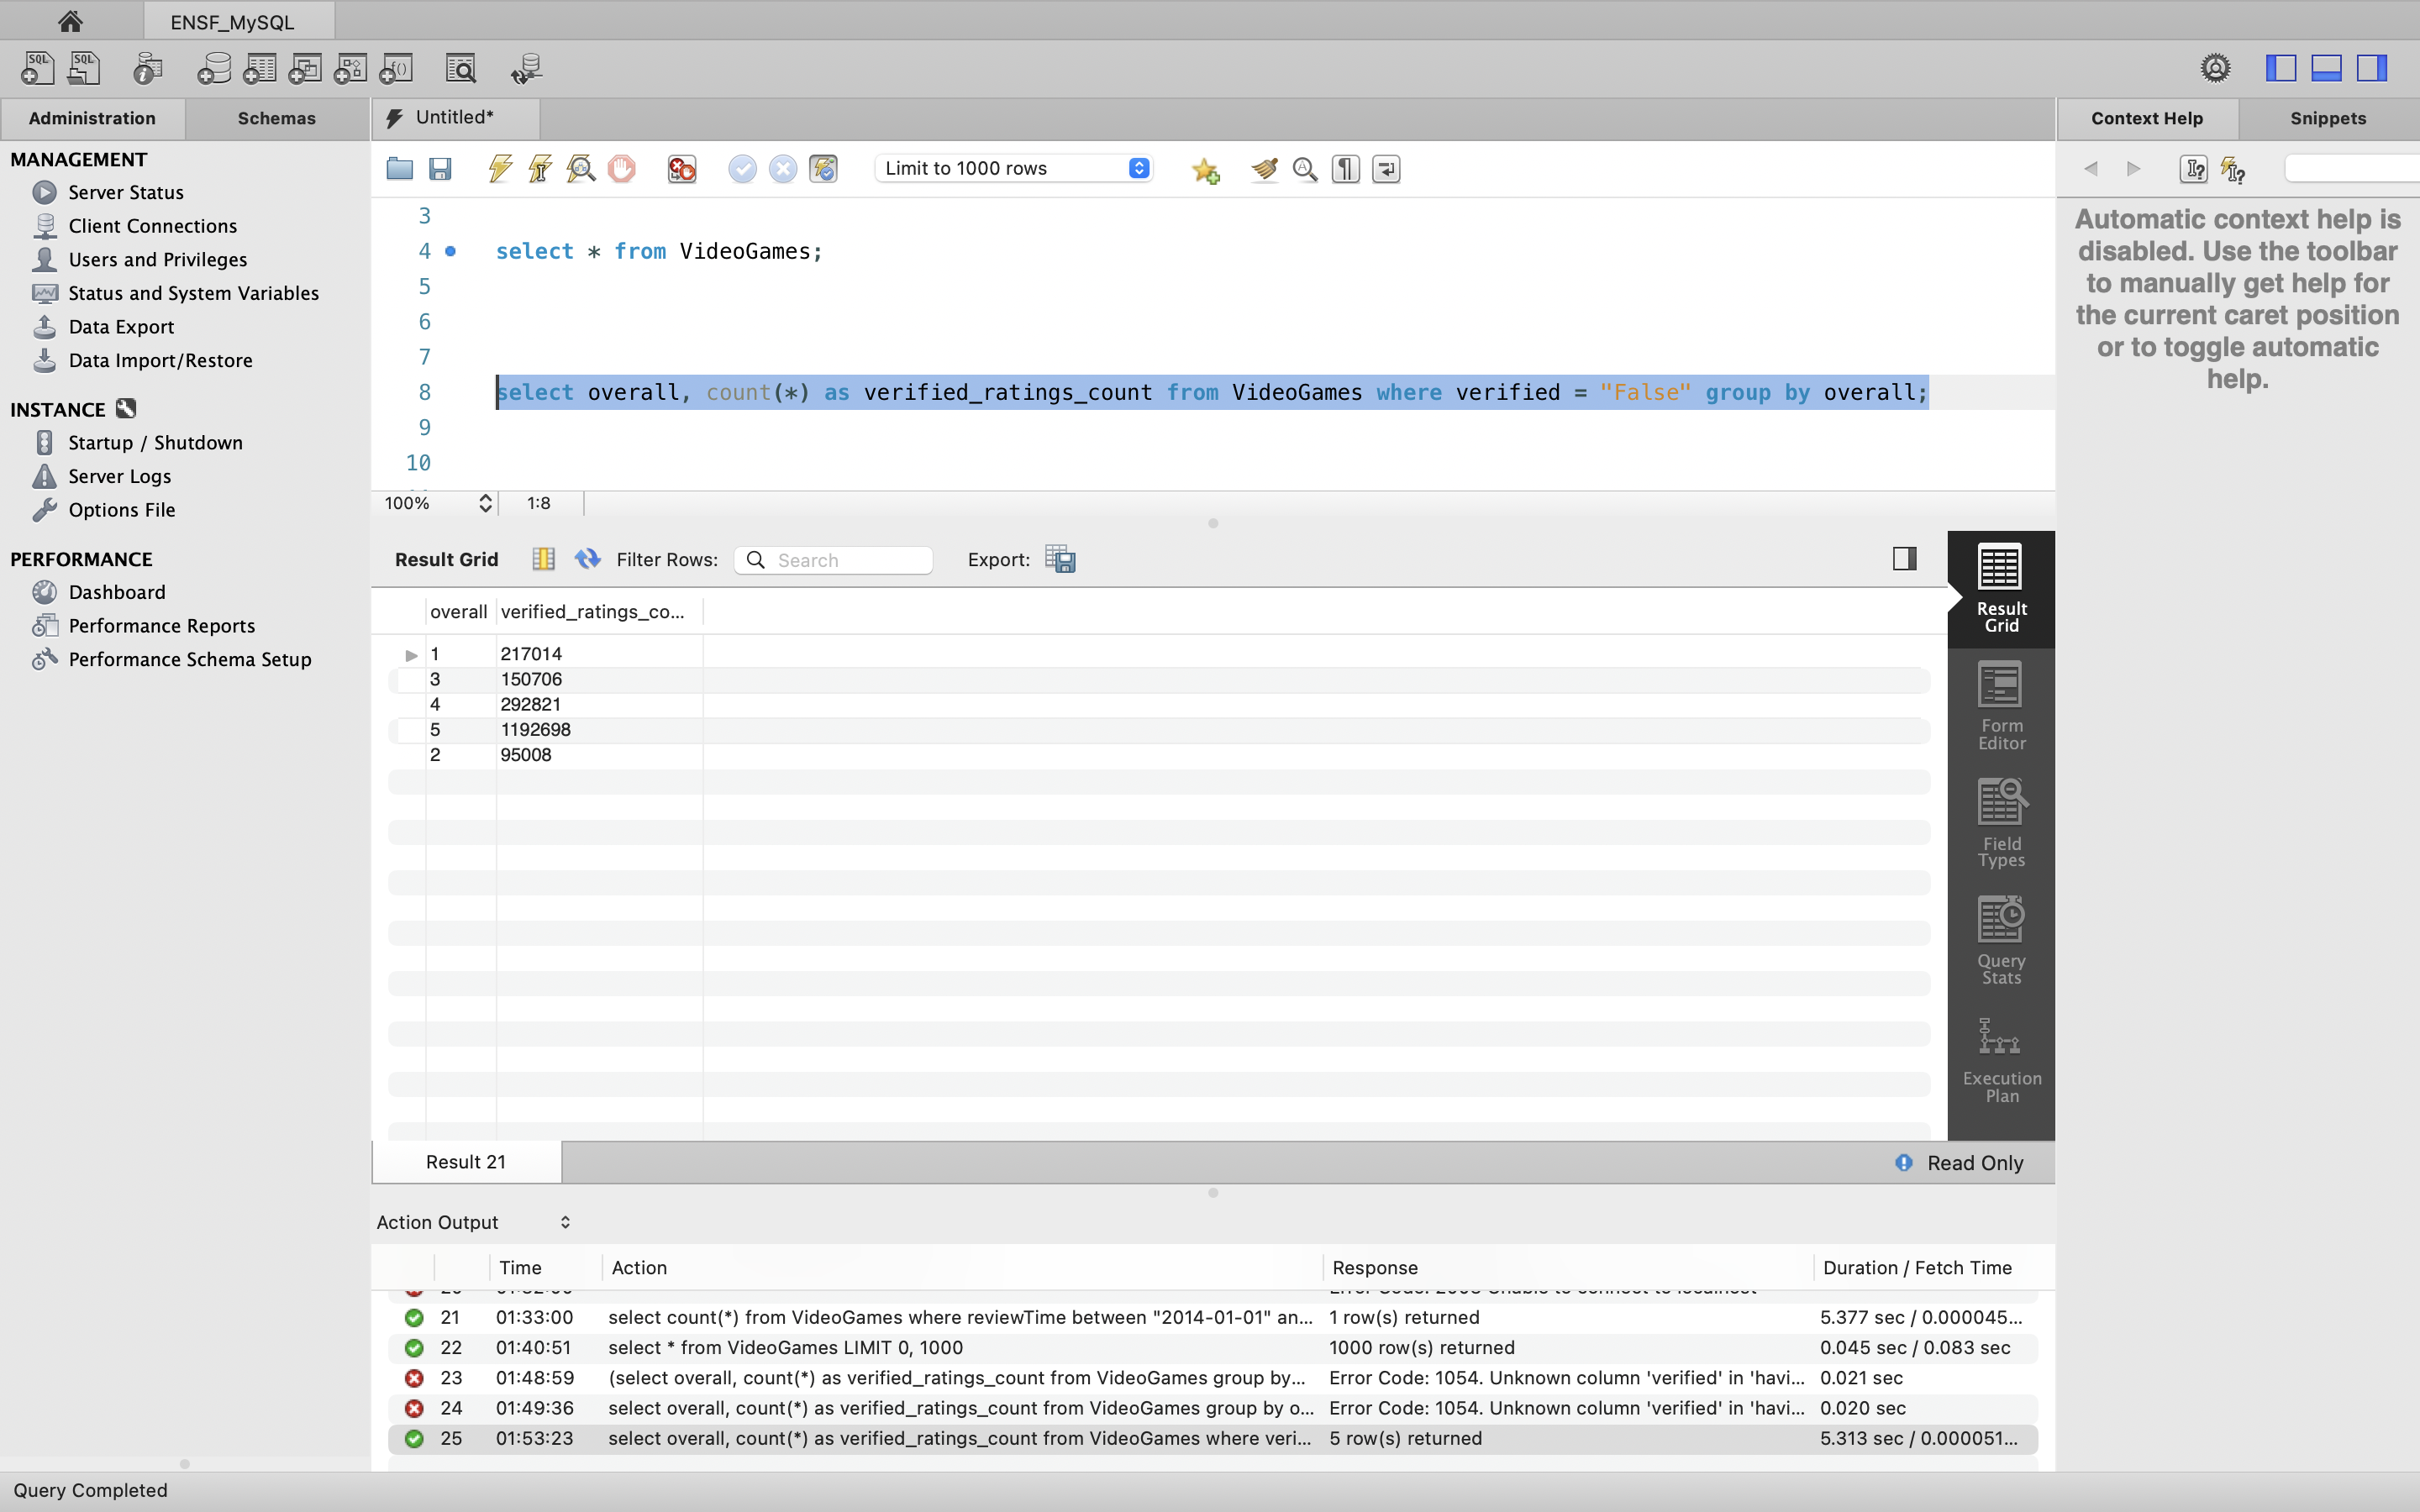 ENSF_MySQL
Administration
Schemas
Untitled*
Context Help
Snippets
MANAGEMENT
Server Status
Client Connections
Users and Privileges
Status and System Variables
Data Export
Data Import/Restore
INSTANCE
Startup / Shutdown
Server Logs
Options File
PERFORMANCE
Dashboard
Performance Reports
Performance Schema Setup
Limit to 1000 rows
3
4 select * from VideoGames;
5
6
7
8 select overall, count(*) as verified_ratings_count from VideoGames where verified = "False" group by overall;
9
10
100% 1:8
Automatic context help is
disabled. Use the toolbar
to manually get help for
the current caret position
or to toggle automatic
help.
Result Grid Filter Rows: Search Export:
overall verified_ratings_co...
1 217014
3 150706
4 292821
5 1192698
2 95008
Result
Grid
Form
Editor
Field
Types
Query
Stats
Execution
Plan
Result 21
Read Only
Action Output
Time Action Response Duration / Fetch Time
21 01:33:00 select count(*) from VideoGames where reviewTime between "2014-01-01" an... 1 row(s) returned 5.377 sec / 0.000045...
22 01:40:51 select * from VideoGames LIMIT 0, 1000 1000 row(s) returned 0.045 sec / 0.083 sec
23 01:48:59 (select overall, count(*) as verified_ratings_count from VideoGames group by... Error Code: 1054. Unknown column 'verified' in 'havi... 0.021 sec
24 01:49:36 select overall, count(*) as verified_ratings_count from VideoGames group by o... Error Code: 1054. Unknown column 'verified' in 'havi... 0.020 sec
25 01:53:23 select overall, count(*) as verified_ratings_count from VideoGames where veri... 5 row(s) returned 5.313 sec / 0.000051...
Query Completed